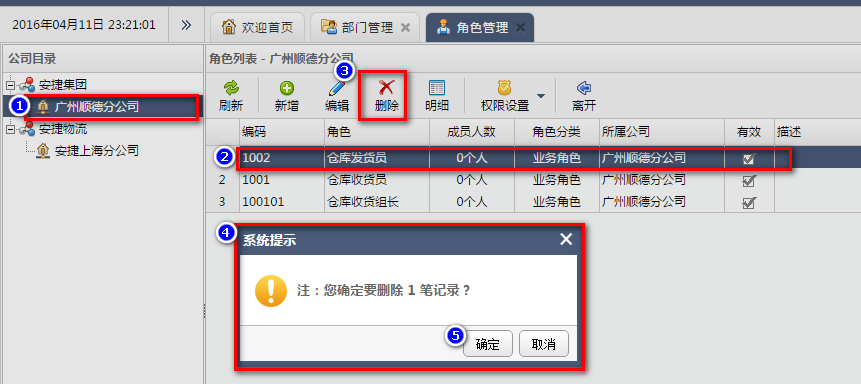 2016年04月11日 23:21:01 » 欢迎首页 部门管理 角色管理
公司目录
安捷集团
1 广州顺德分公司
安捷物流
安捷上海分公司
角色列表 - 广州顺德分公司
3
刷新 新增 编辑 删除 明细 权限设置 离开
编码 角色 成员人数 角色分类 所属公司 有效 描述
2 1002 仓库发货员 0个人 业务角色 广州顺德分公司
2 1001 仓库收货员 0个人 业务角色 广州顺德分公司
3 100101 仓库收货组长 0个人 业务角色 广州顺德分公司
4 系统提示
注：您确定要删除 1 笔记录？
5 确定 取消